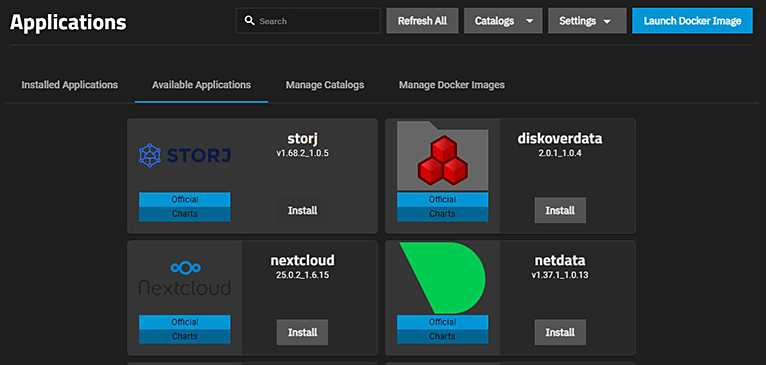 Applications
Search
Refresh All
Catalogs
Settings
Launch Docker Image
Installed Applications
Available Applications
Manage Catalogs
Manage Docker Images
STORJ
Official
Charts
storj
v1.68.2_1.0.5
Install
Official
Charts
diskoverdata
2.0.1_1.0.4
Install
Nextcloud
Official
Charts
nextcloud
25.0.2_1.6.15
Install
Official
Charts
netdata
v1.37.1_1.0.13
Install